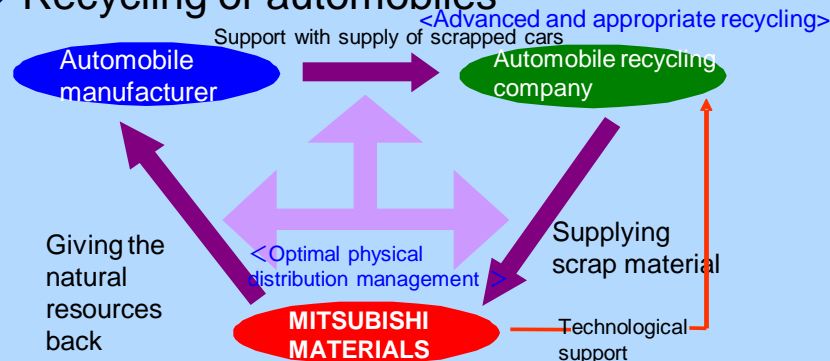 Recycling of automobiles
<Advanced and appropriate recycling>
Support with supply of scrapped cars
Automobile
manufacturer
Automobile recycling
company
Giving the
natural
resources
back
<Optimal physical
distribution management >
Supplying
scrap material
MITSUBISHI
MATERIALS
Technological
support